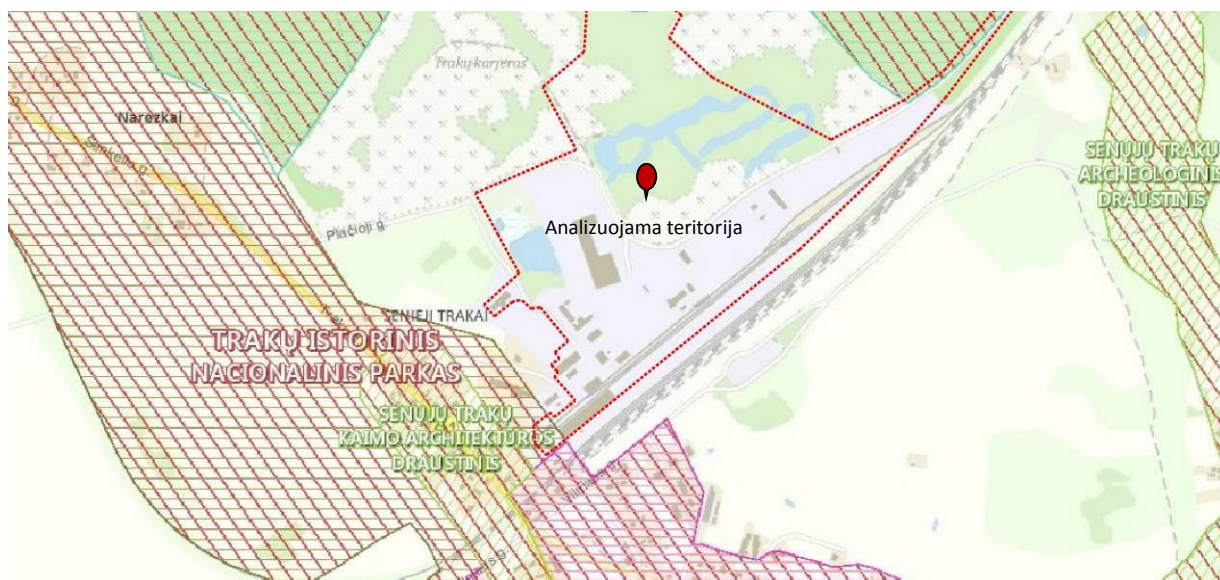 Trakų karjeras
Narezkai
SENŲJŲ TRAKŲ
ARCHEOLOGINIS
DRAUSTINIS
Plačioji g.
Analizuojama teritorija
SENIEJI TRAKAI
TRAKŲ ISTORINIS
NACIONALINIS PARKAS
SENŲJŲ TRAKŲ
KAIMO ARCHITEKTŪROS
DRAUSTINIS